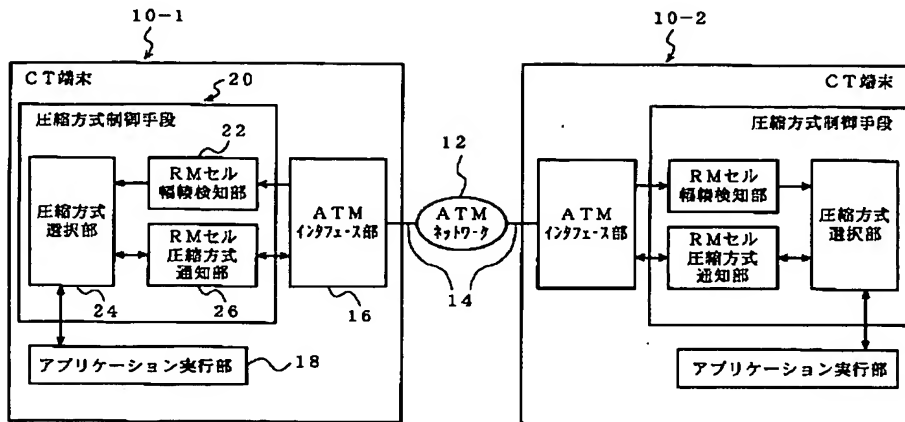 10-1
10-2
CT端末
20
圧縮方式制御手段
22
圧縮方式
選択部
24
RMセル
輻輳検知部
RMセル
圧縮方式
通知部
26
ATM
インタフェース部
16
アプリケーション実行部
18
12
ATM
ネットワーク
14
CT端末
圧縮方式制御手段
ATM
インタフェース部
RMセル
輻輳検知部
RMセル
圧縮方式
通知部
圧縮方式
選択部
アプリケーション実行部